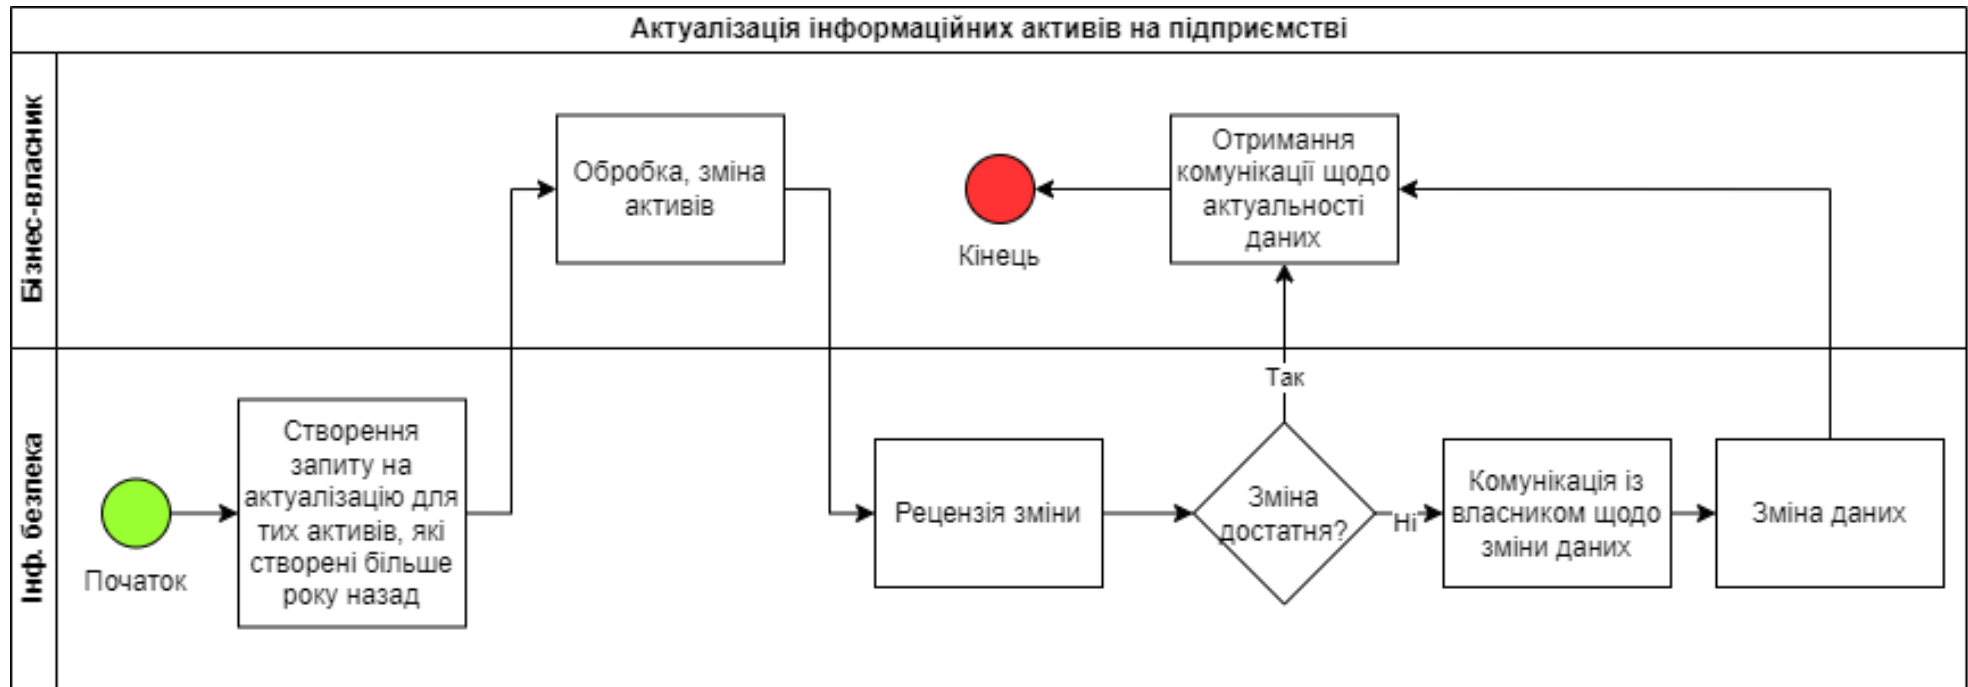 Актуалізація інформаційних активів на підприємстві
Бізнес-власник
Обробка, зміна
активів
Кінець
Отримання
комунікації щодо
актуальності
даних
Інф. безпека
Початок
Створення
запиту на
актуалізацію для
тих активів, які
створені більше
року назад
Рецензія зміни
Зміна
достатня?
Так
Ні
Комунікація із
власником щодо
зміни даних
Зміна даних